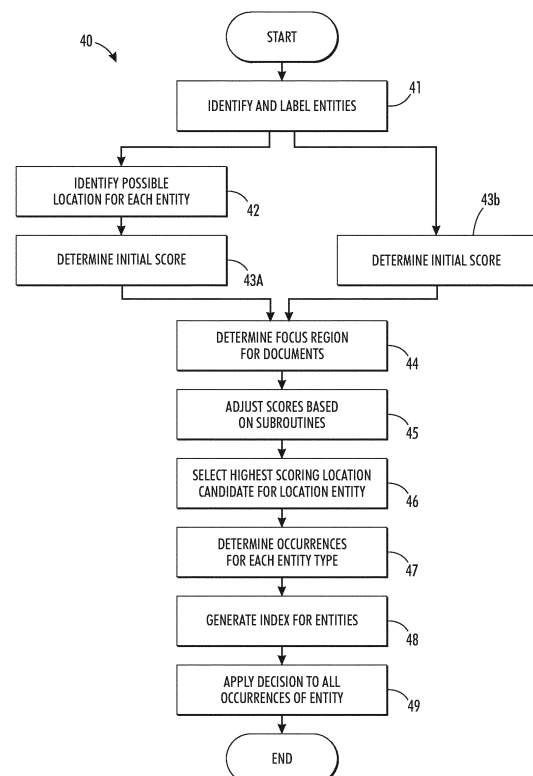 40
START
IDENTIFY AND LABEL ENTITIES
41
IDENTIFY POSSIBLE
LOCATION FOR EACH ENTITY
42
43b
DETERMINE INITIAL SCORE
43A
DETERMINE INITIAL SCORE
DETERMINE FOCUS REGION
FOR DOCUMENTS
44
ADJUST SCORES BASED
ON SUBROUTINES
45
SELECT HIGHEST SCORING LOCATION
CANDIDATE FOR LOCATION ENTITY
46
DETERMINE OCCURRENCES
FOR EACH ENTITY TYPE
47
GENERATE INDEX FOR ENTITIES
48
APPLY DECISION TO ALL
OCCURRENCES OF ENTITY
49
END